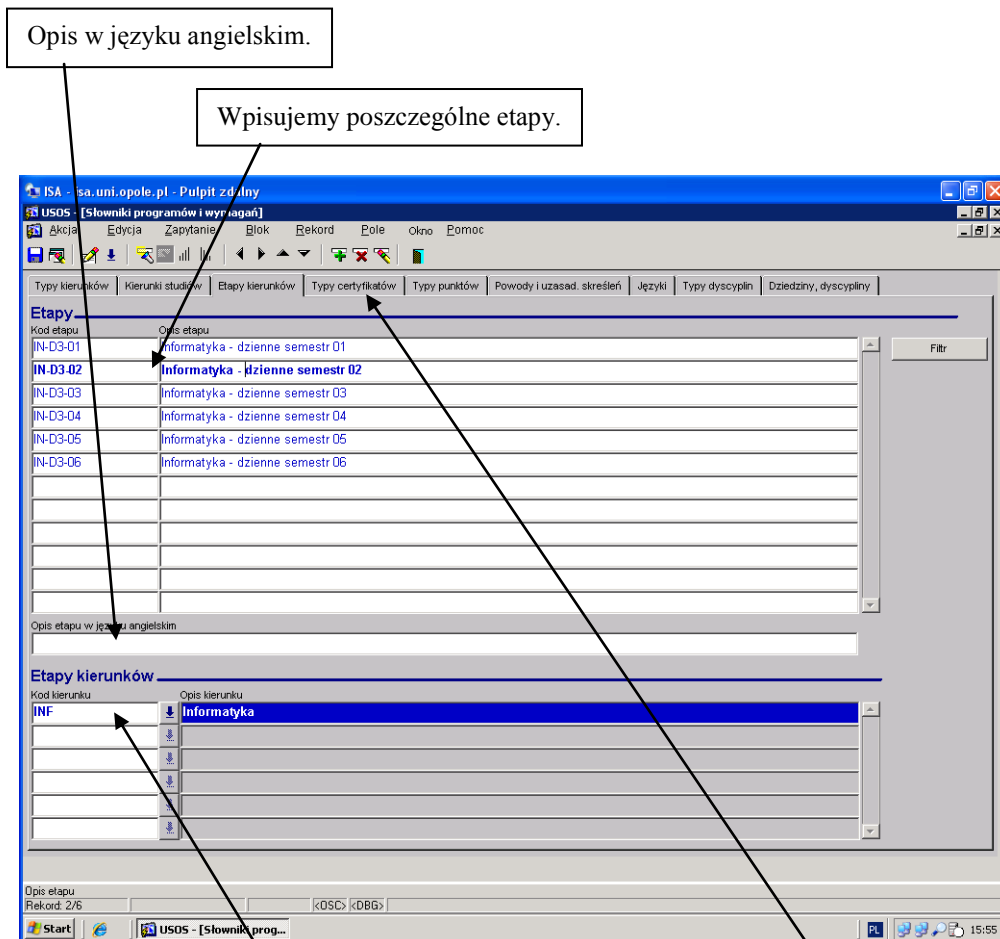 Opis w języku angielskim.
Wpisujemy poszczególne etapy.
ISA - isa.uni.opole.pl - Pulpit zdalny
USOS - [Słowniki programów i wymagań]
Akcja Edycja Zapytanie Blok Rekord Pole Okno Pomoc
Typy kierunków Kierunki studiów Etapy kierunków Typy certyfikatów Typy punktów Powody i uzasad. skreśleń Języki Typy dyscyplin Dziedziny, dyscypliny
Etapy
Kod etapu Opis etapu
IN-D3-01 Informatyka - dzienne semestr 01
Filtr
IN-D3-02 Informatyka - dzienne semestr 02
IN-D3-03 Informatyka - dzienne semestr 03
IN-D3-04 Informatyka - dzienne semestr 04
IN-D3-05 Informatyka - dzienne semestr 05
IN-D3-06 Informatyka - dzienne semestr 06
Opis etapu w języku angielskim
Etapy kierunków
Kod kierunku Opis kierunku
INF Informatyka
Opis etapu
Rekord: 2/6 <OSC> <DBG>
Start USOS - [Słowniki prog... PL 15:55